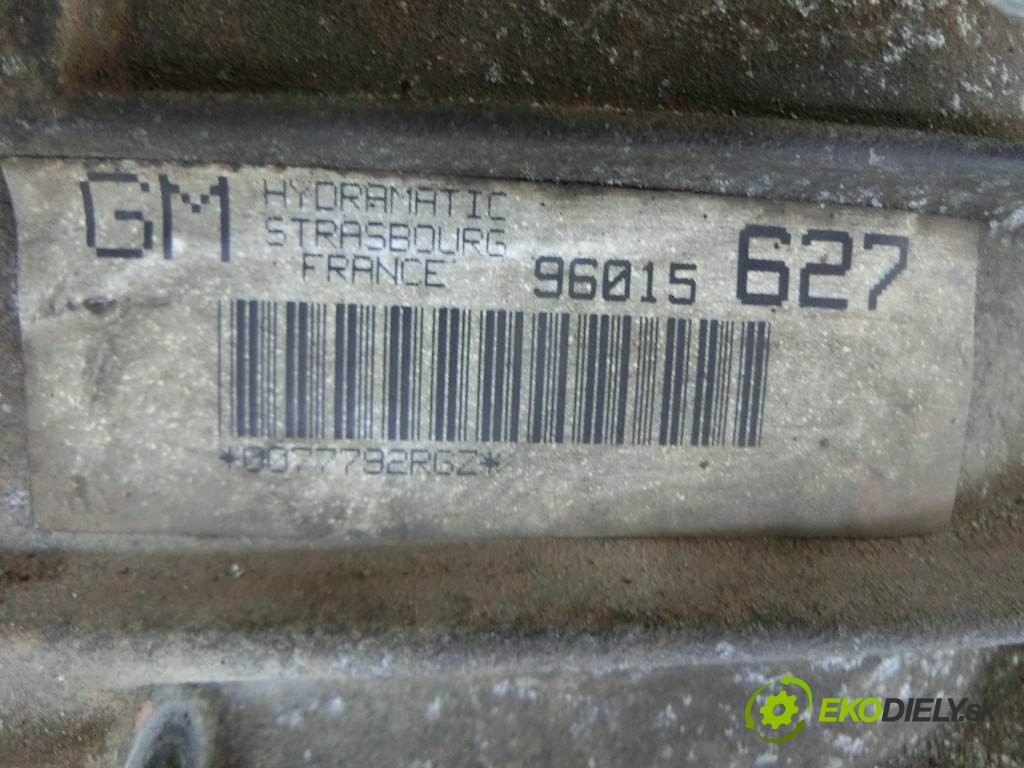 GM HYDRAMATIC
STRASBOURG
FRANCE 96015 627
*0077792RGZ*
EKODIELY.sk